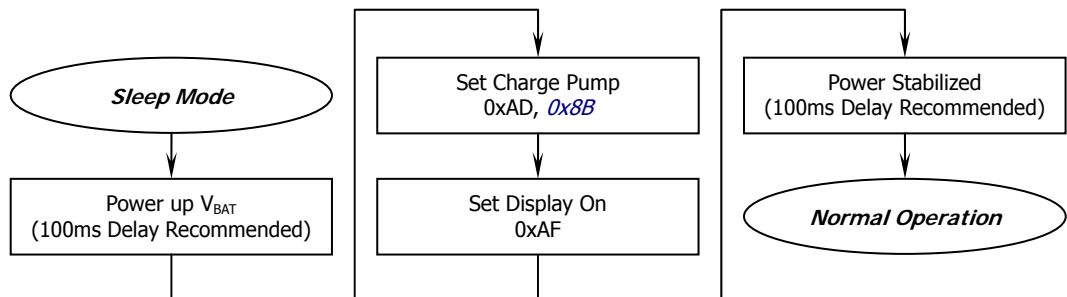 Sleep Mode
Power up VBAT
(100ms Delay Recommended)
Set Charge Pump
0xAD, 0x8B
Set Display On
0xAF
Power Stabilized
(100ms Delay Recommended)
Normal Operation